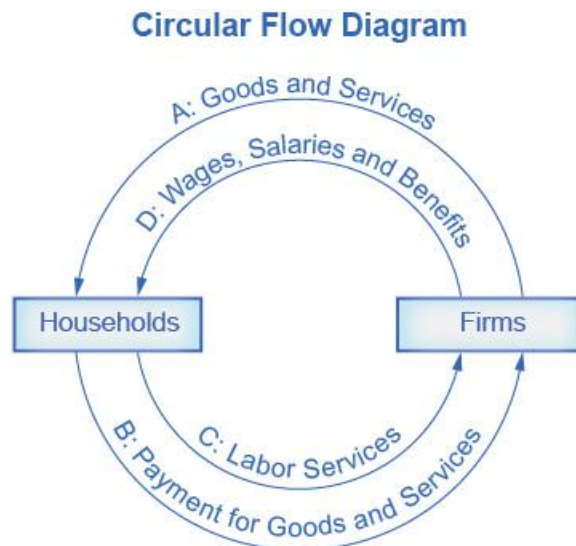 Circular Flow Diagram
A: Goods and Services
D: Wages, Salaries and Benefits
Households
Firms
C: Labor Services
B: Payment for Goods and Services